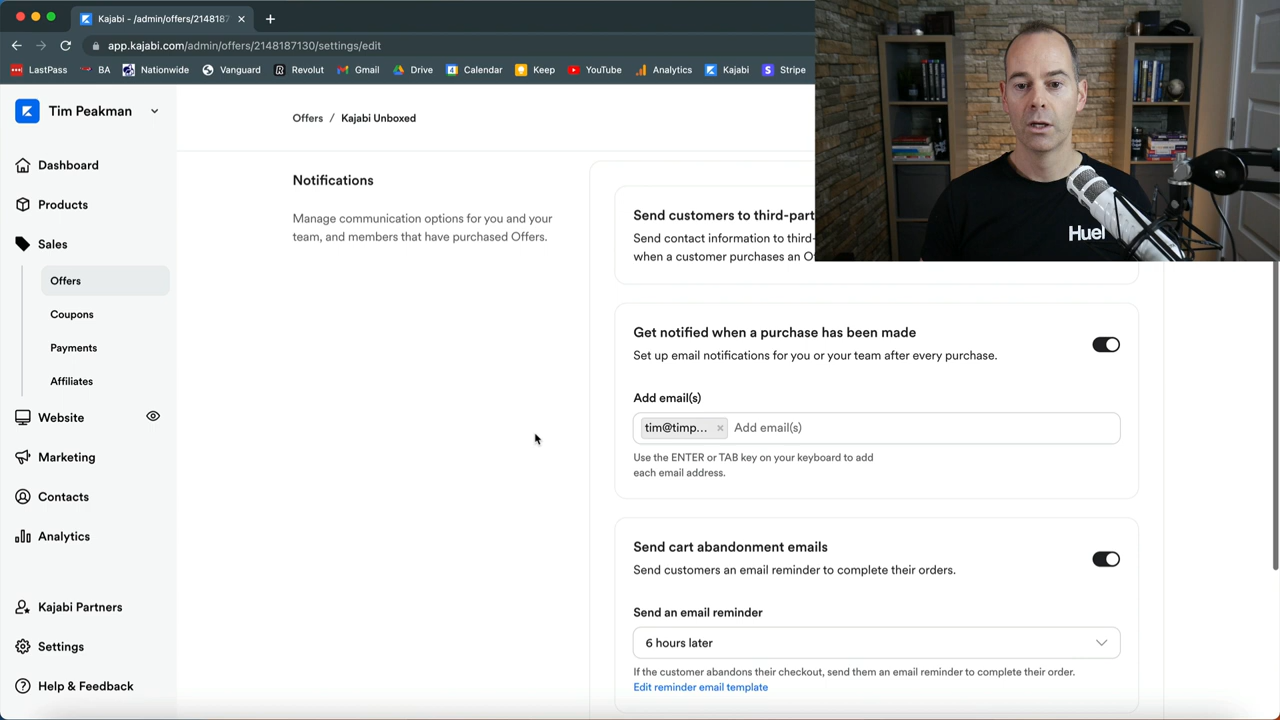 Kajabi - /admin/offers/2148187
app.kajabi.com/admin/offers/2148187130/settings/edit
LastPass
BA
Nationwide
Vanguard
Revolut
Gmail
Drive
Calendar
Keep
YouTube
Analytics
Kajabi
Stripe
Tim Peakman
Dashboard
Products
Sales
Offers
Coupons
Payments
Affiliates
Website
Marketing
Contacts
Analytics
Kajabi Partners
Settings
Help & Feedback
Offers / Kajabi Unboxed
Notifications
Manage communication options for you and your
team, and members that have purchased Offers.
Send customers to
Send contact information to
when a customer purchases an
Get notified when a purchase has been made
Set up email notifications for you or your team after every purchase.
Add email(s)
tim@timp... × Add email(s)
Use the ENTER or TAB key on your keyboard to add
each email address.
Send cart abandonment emails
Send customers an email reminder to complete their orders.
Send an email reminder
6 hours later
If the customer abandons their checkout, send them an email reminder to complete their order.
Edit reminder email template
Huel